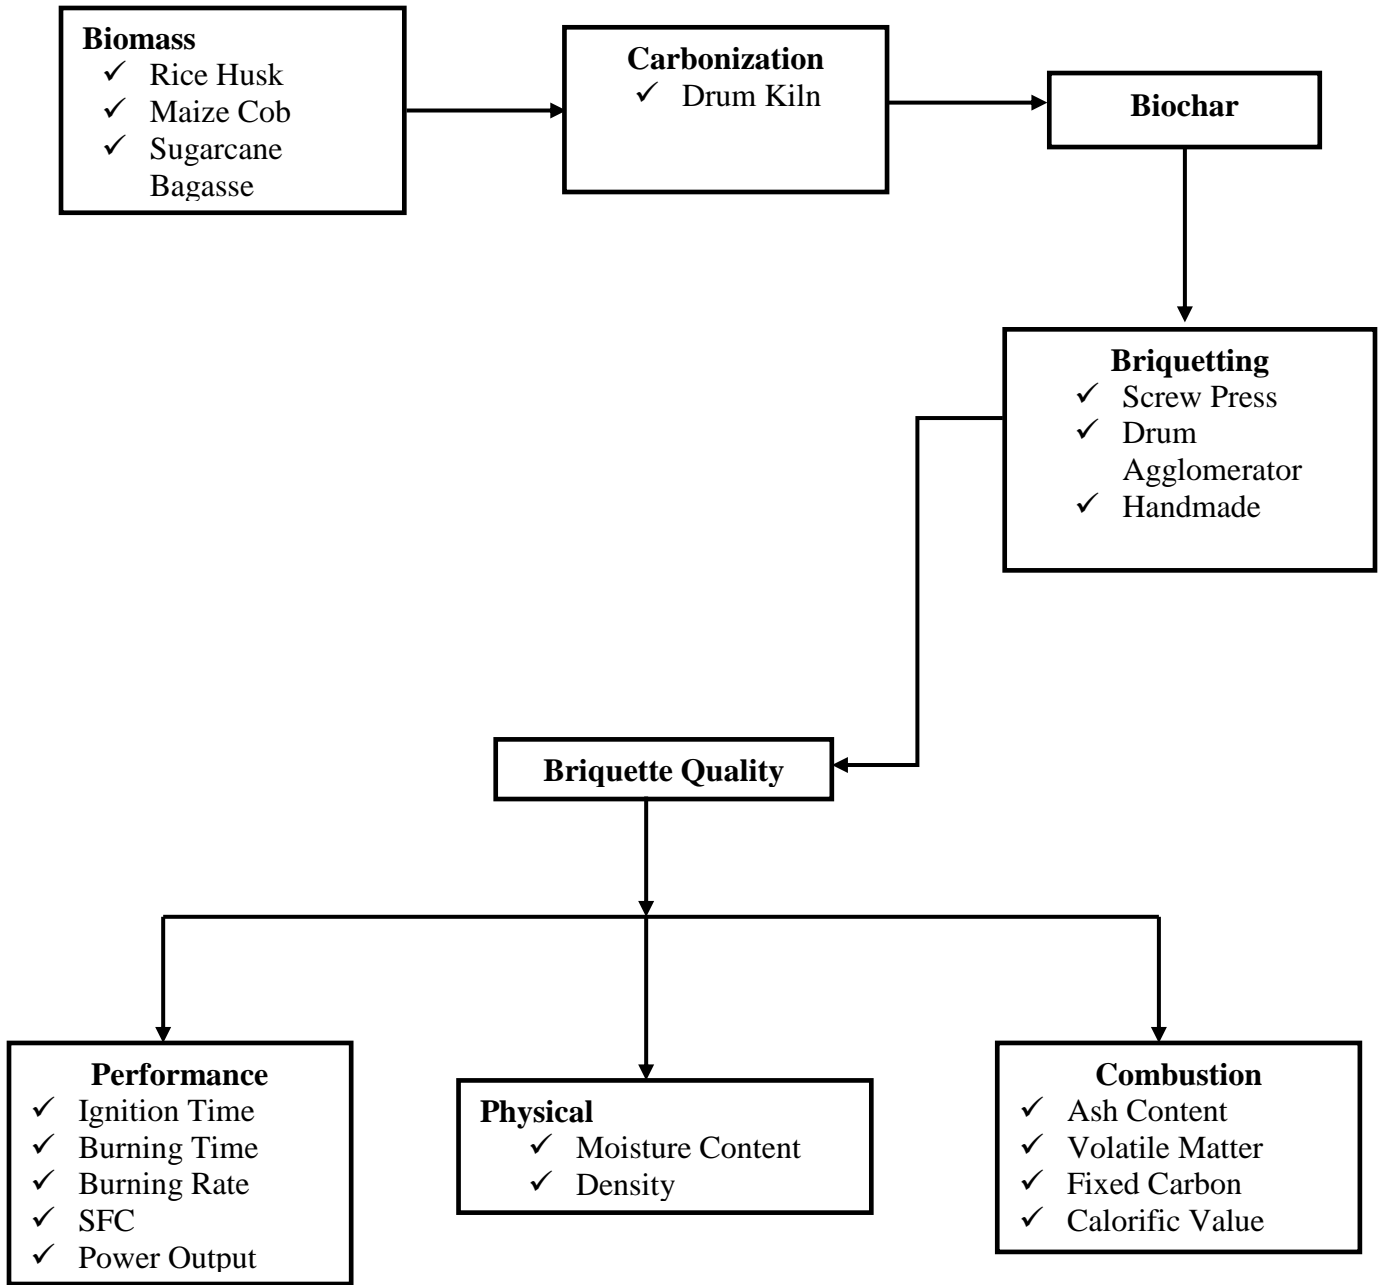 Biomass
✓ Rice Husk
✓ Maize Cob
✓ Sugarcane
Bagasse
Carbonization
✓ Drum Kiln
Biochar
Briquetting
✓ Screw Press
✓ Drum
Agglomerator
✓ Handmade
Briquette Quality
Performance
✓ Ignition Time
✓ Burning Time
✓ Burning Rate
✓ SFC
✓ Power Output
Physical
✓ Moisture Content
✓ Density
Combustion
✓ Ash Content
✓ Volatile Matter
✓ Fixed Carbon
✓ Calorific Value